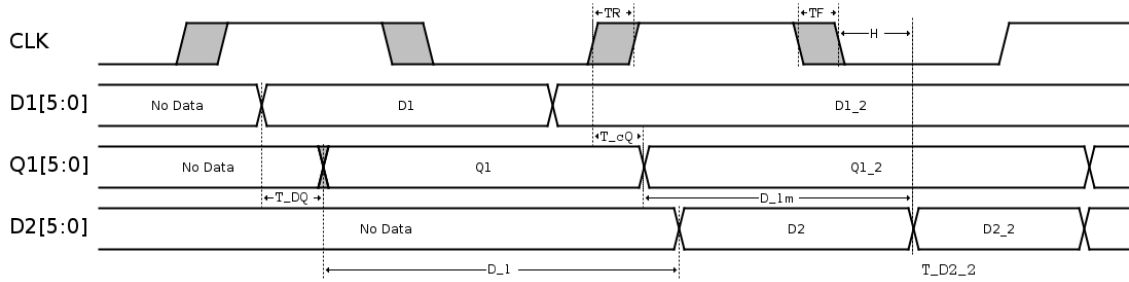 TR TF
CLK H
D1[5:0] No Data D1 D1_2
T_cQ
Q1[5:0] No Data Q1 Q1_2
T_DQ D_1m
D2[5:0] No Data D2 D2_2
D_1 T_D2_2